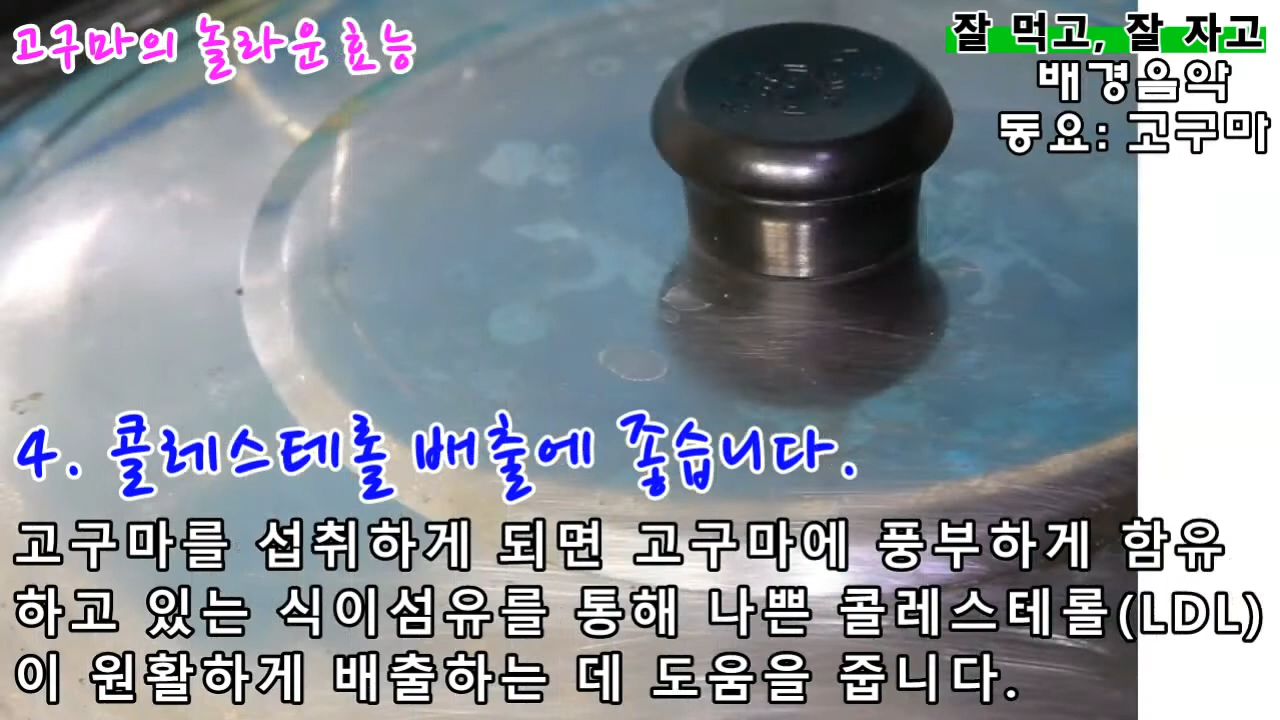 고구마의 놀라운 효능
잘 먹고, 잘 자고
배경음악
동요: 고구마
4. 콜레스테롤 배출에 좋습니다.
고구마를 섭취하게 되면 고구마에 풍부하게 함유
하고 있는 식이섬유를 통해 나쁜 콜레스테롤(LDL)
이 원활하게 배출하는 데 도움을 줍니다.